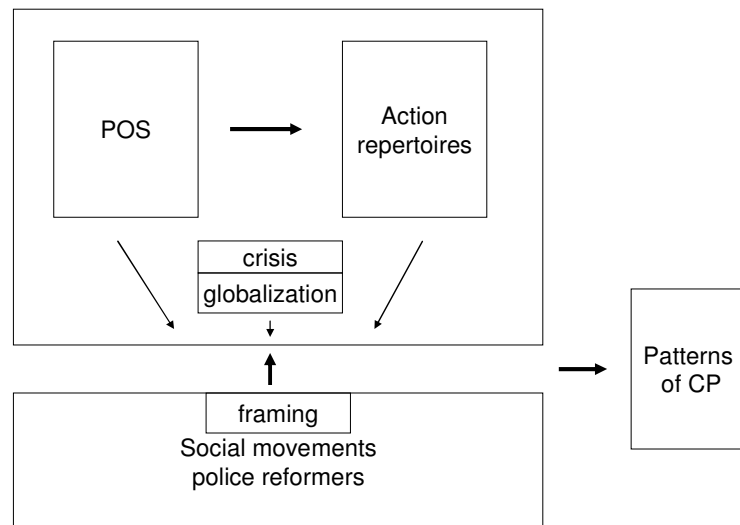 POS
Action
repertoires
crisis
globalization
Patterns
of CP
framing
Social movements
police reformers